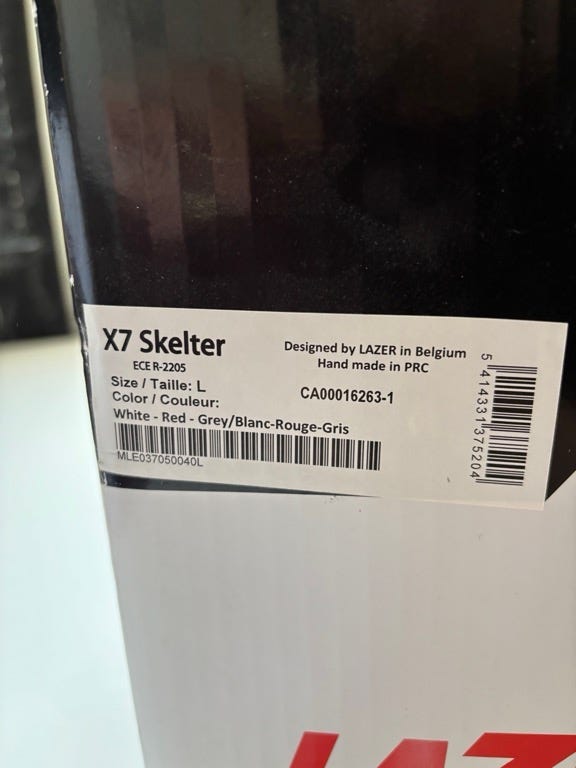 X7 Skelter
ECE R-2205
Size / Taille: L
Color / Couleur:
White - Red - Grey/Blanc-Rouge-Gris
MLE037050040L
Designed by LAZER in Belgium
Hand made in PRC
CA00016263-1
5 414331 375204
LAZ